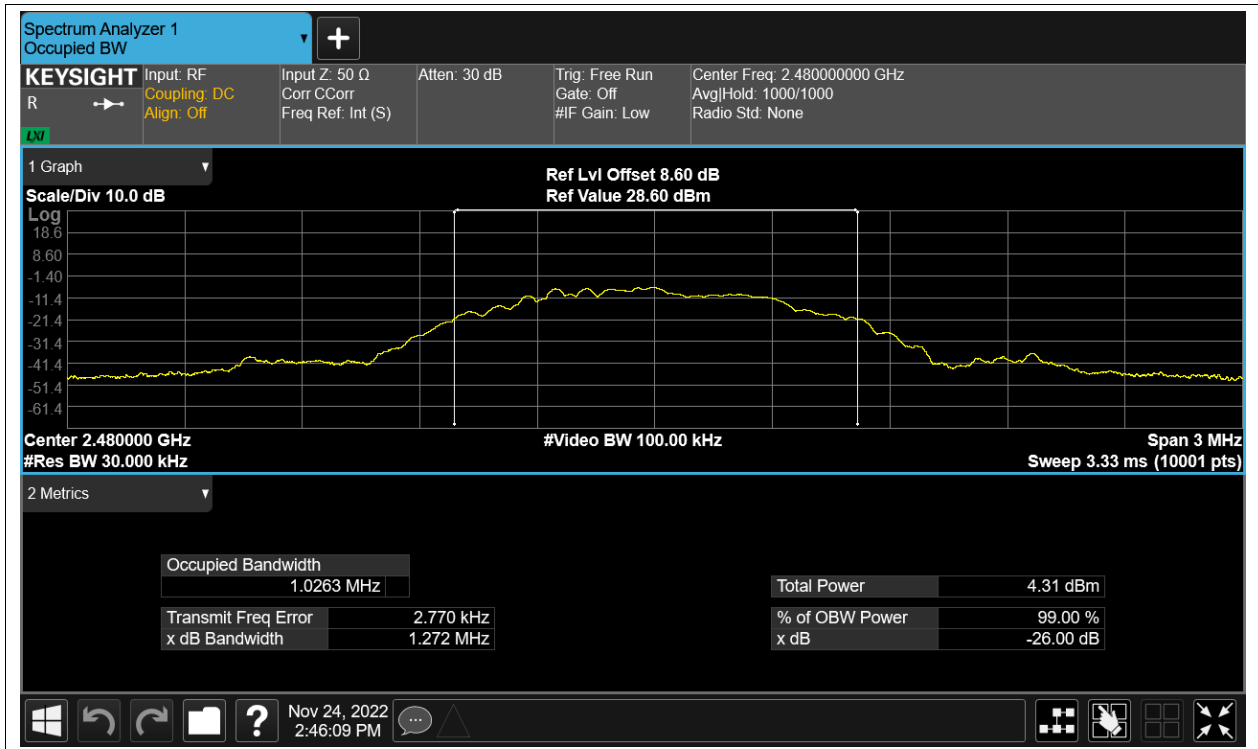 Spectrum Analyzer 1
Occupied BW
+
KEYSIGHT Input: RF Input Z: 50 Ω Atten: 30 dB Trig: Free Run Center Freq: 2.480000000 GHz
R Coupling: DC Corr CCorr Gate: Off Avg|Hold: 1000/1000
Align: Off Freq Ref: Int (S) #IF Gain: Low Radio Std: None
LXI
1 Graph
Ref Lvl Offset 8.60 dB
Scale/Div 10.0 dB Ref Value 28.60 dBm
Log
18.6
8.60
-1.40
-11.4
-21.4
-31.4
-41.4
-51.4
-61.4
Center 2.480000 GHz #Video BW 100.00 kHz Span 3 MHz
#Res BW 30.000 kHz Sweep 3.33 ms (10001 pts)
2 Metrics
Occupied Bandwidth
1.0263 MHz Total Power 4.31 dBm
Transmit Freq Error 2.770 kHz % of OBW Power 99.00 %
x dB Bandwidth 1.272 MHz x dB -26.00 dB
? Nov 24, 2022
2:46:09 PM